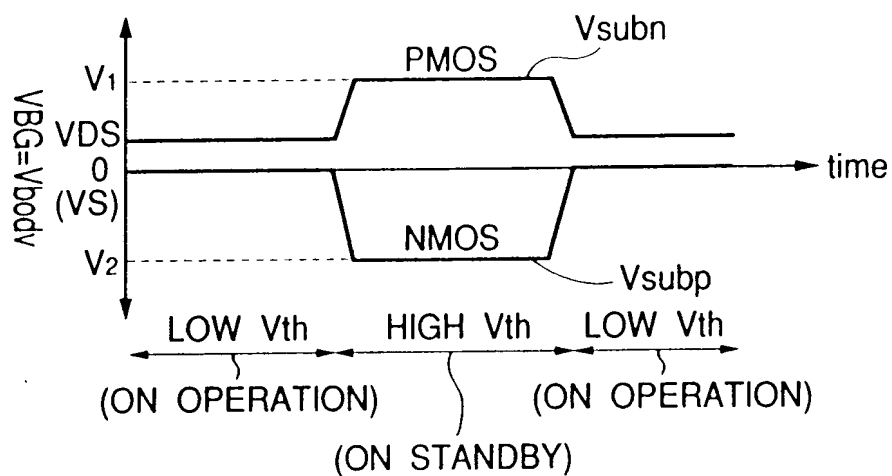 Vsubn
PMOS
V1
VDS
0
(VS)
VBG=Vbody
time
NMOS
V2
Vsubp
LOW Vth HIGH Vth LOW Vth
(ON OPERATION) (ON OPERATION)
(ON STANDBY)